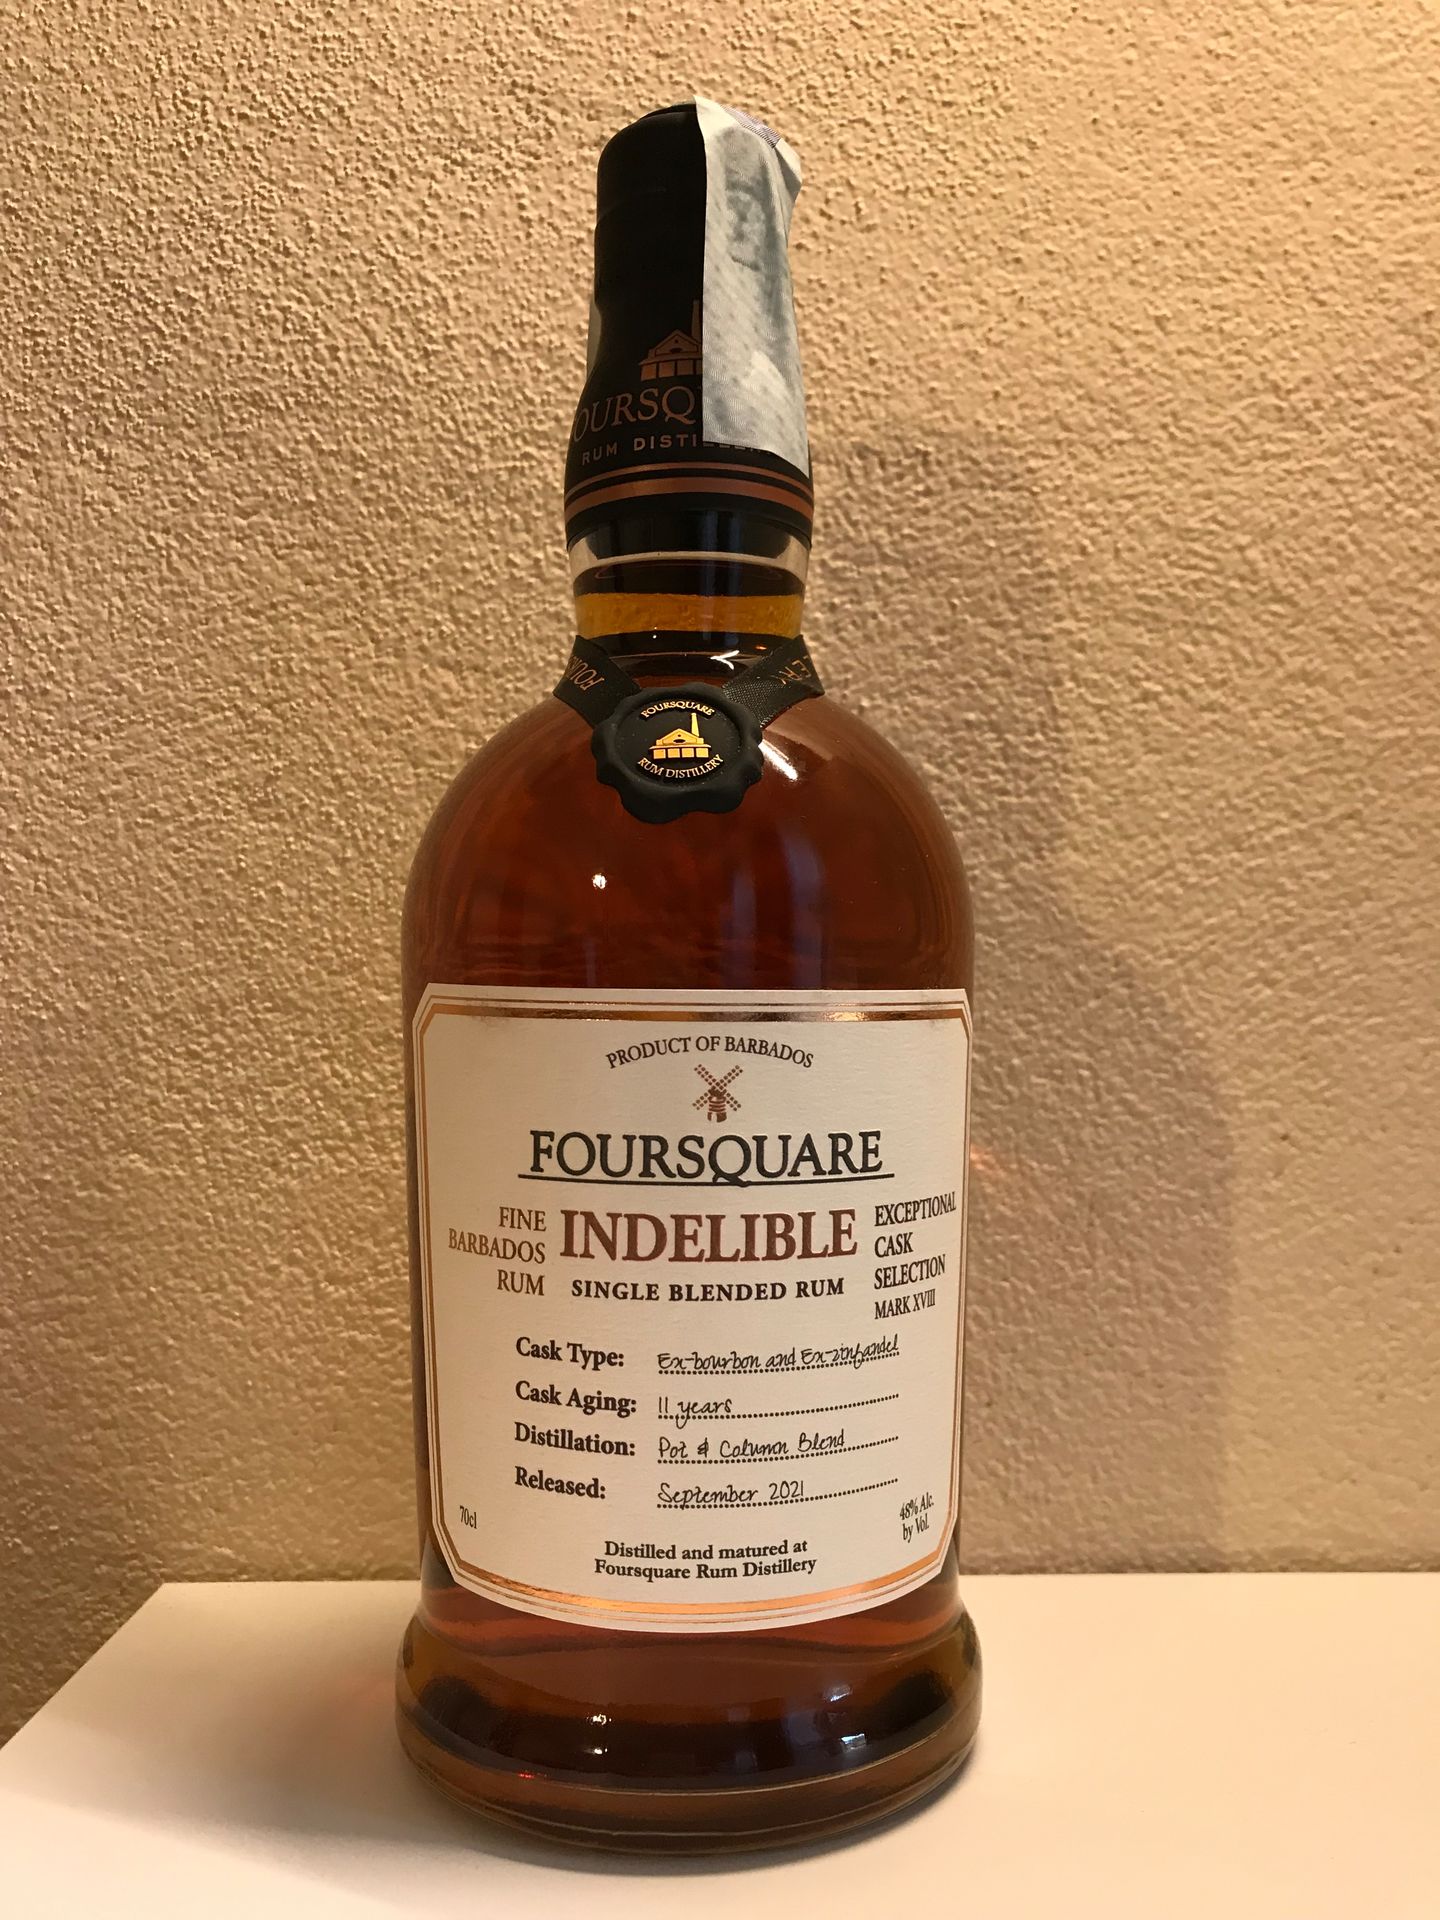 RUM
FOURSQUARE
RUM DISTILLERY
PRODUCT OF BARBADOS
FOURSQUARE
FINE
BARBADOS
RUM
INDELIBLE
SINGLE BLENDED RUM
EXCEPTIONAL
CASK
SELECTION
MARK XVIII
Cask Type: Ex-bourbon and Ex-zinfandel
Cask Aging: 11 years
Distillation: Pot & Column Blend
Released: September 2021
70cl
48% Alc.
by Vol.
Distilled and matured at
Foursquare Rum Distillery